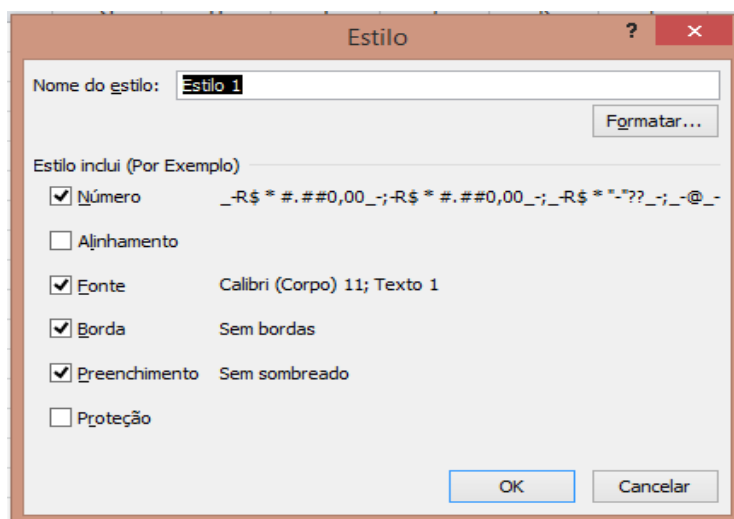 Estilo ? ×
Nome do estilo: Estilo 1
Formatar...
Estilo inclui (Por Exemplo)
Número _-R$ * #.##0,00_-;-R$ * #.##0,00_-;_-R$ * "-"??_-;_-@_-
Alinhamento
Fonte Calibri (Corpo) 11; Texto 1
Borda Sem bordas
Preenchimento Sem sombreado
Proteção
OK Cancelar